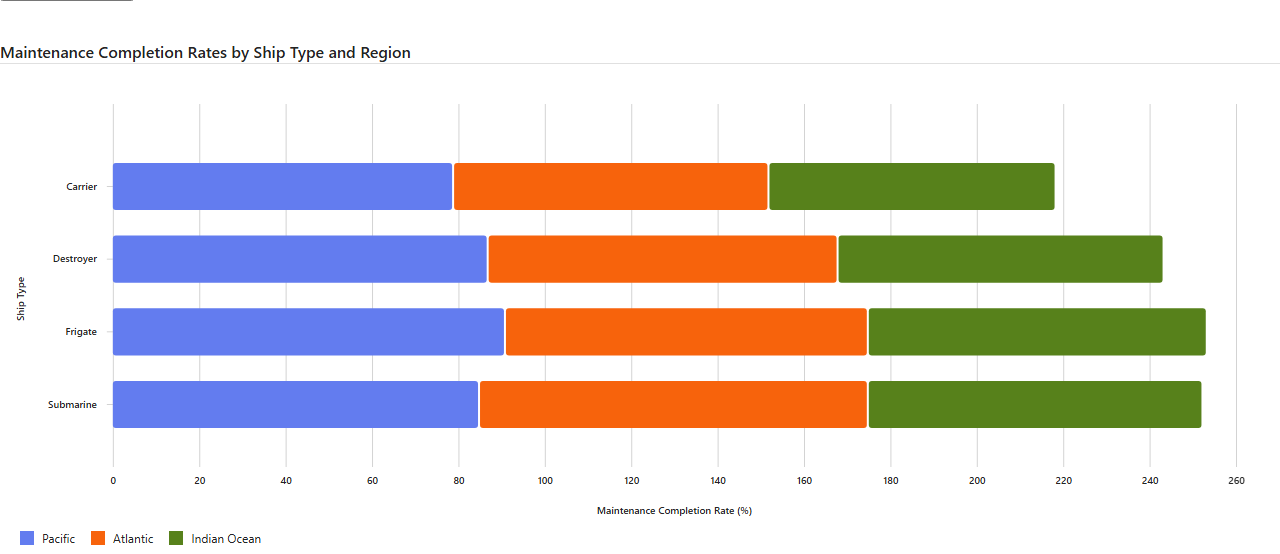 Maintenance Completion Rates by Ship Type and Region
Carrier
Destroyer
Frigate
Submarine
Ship Type
0 20 40 60 80 100 120 140 160 180 200 220 240 260
Maintenance Completion Rate (%)
Pacific Atlantic Indian Ocean